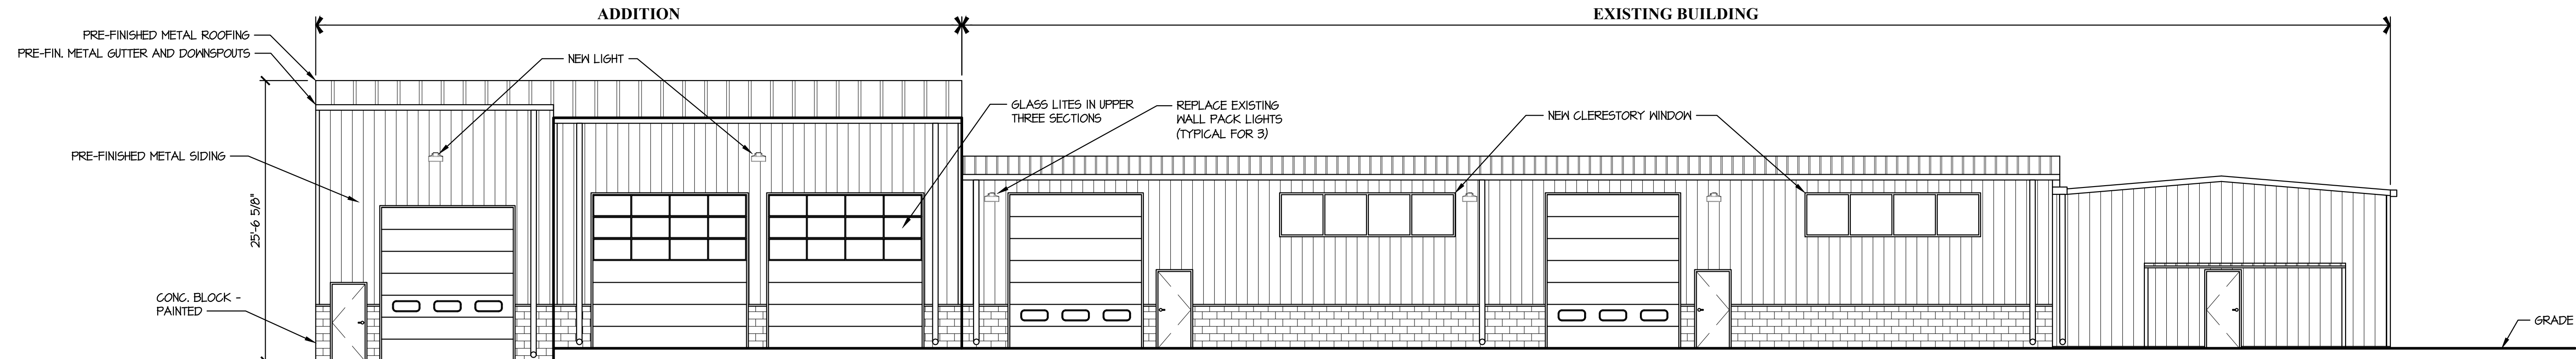 ADDITION
EXISTING BUILDING
PRE-FINISHED METAL ROOFING
PRE-FIN. METAL GUTTER AND DOWNSPOUTS
NEW LIGHT
GLASS LITES IN UPPER
THREE SECTIONS
REPLACE EXISTING
WALL PACK LIGHTS
(TYPICAL FOR 3)
NEW CLERESTORY WINDOW
PRE-FINISHED METAL SIDING
25'-6 5/8"
CONC. BLOCK -
PAINTED
GRADE